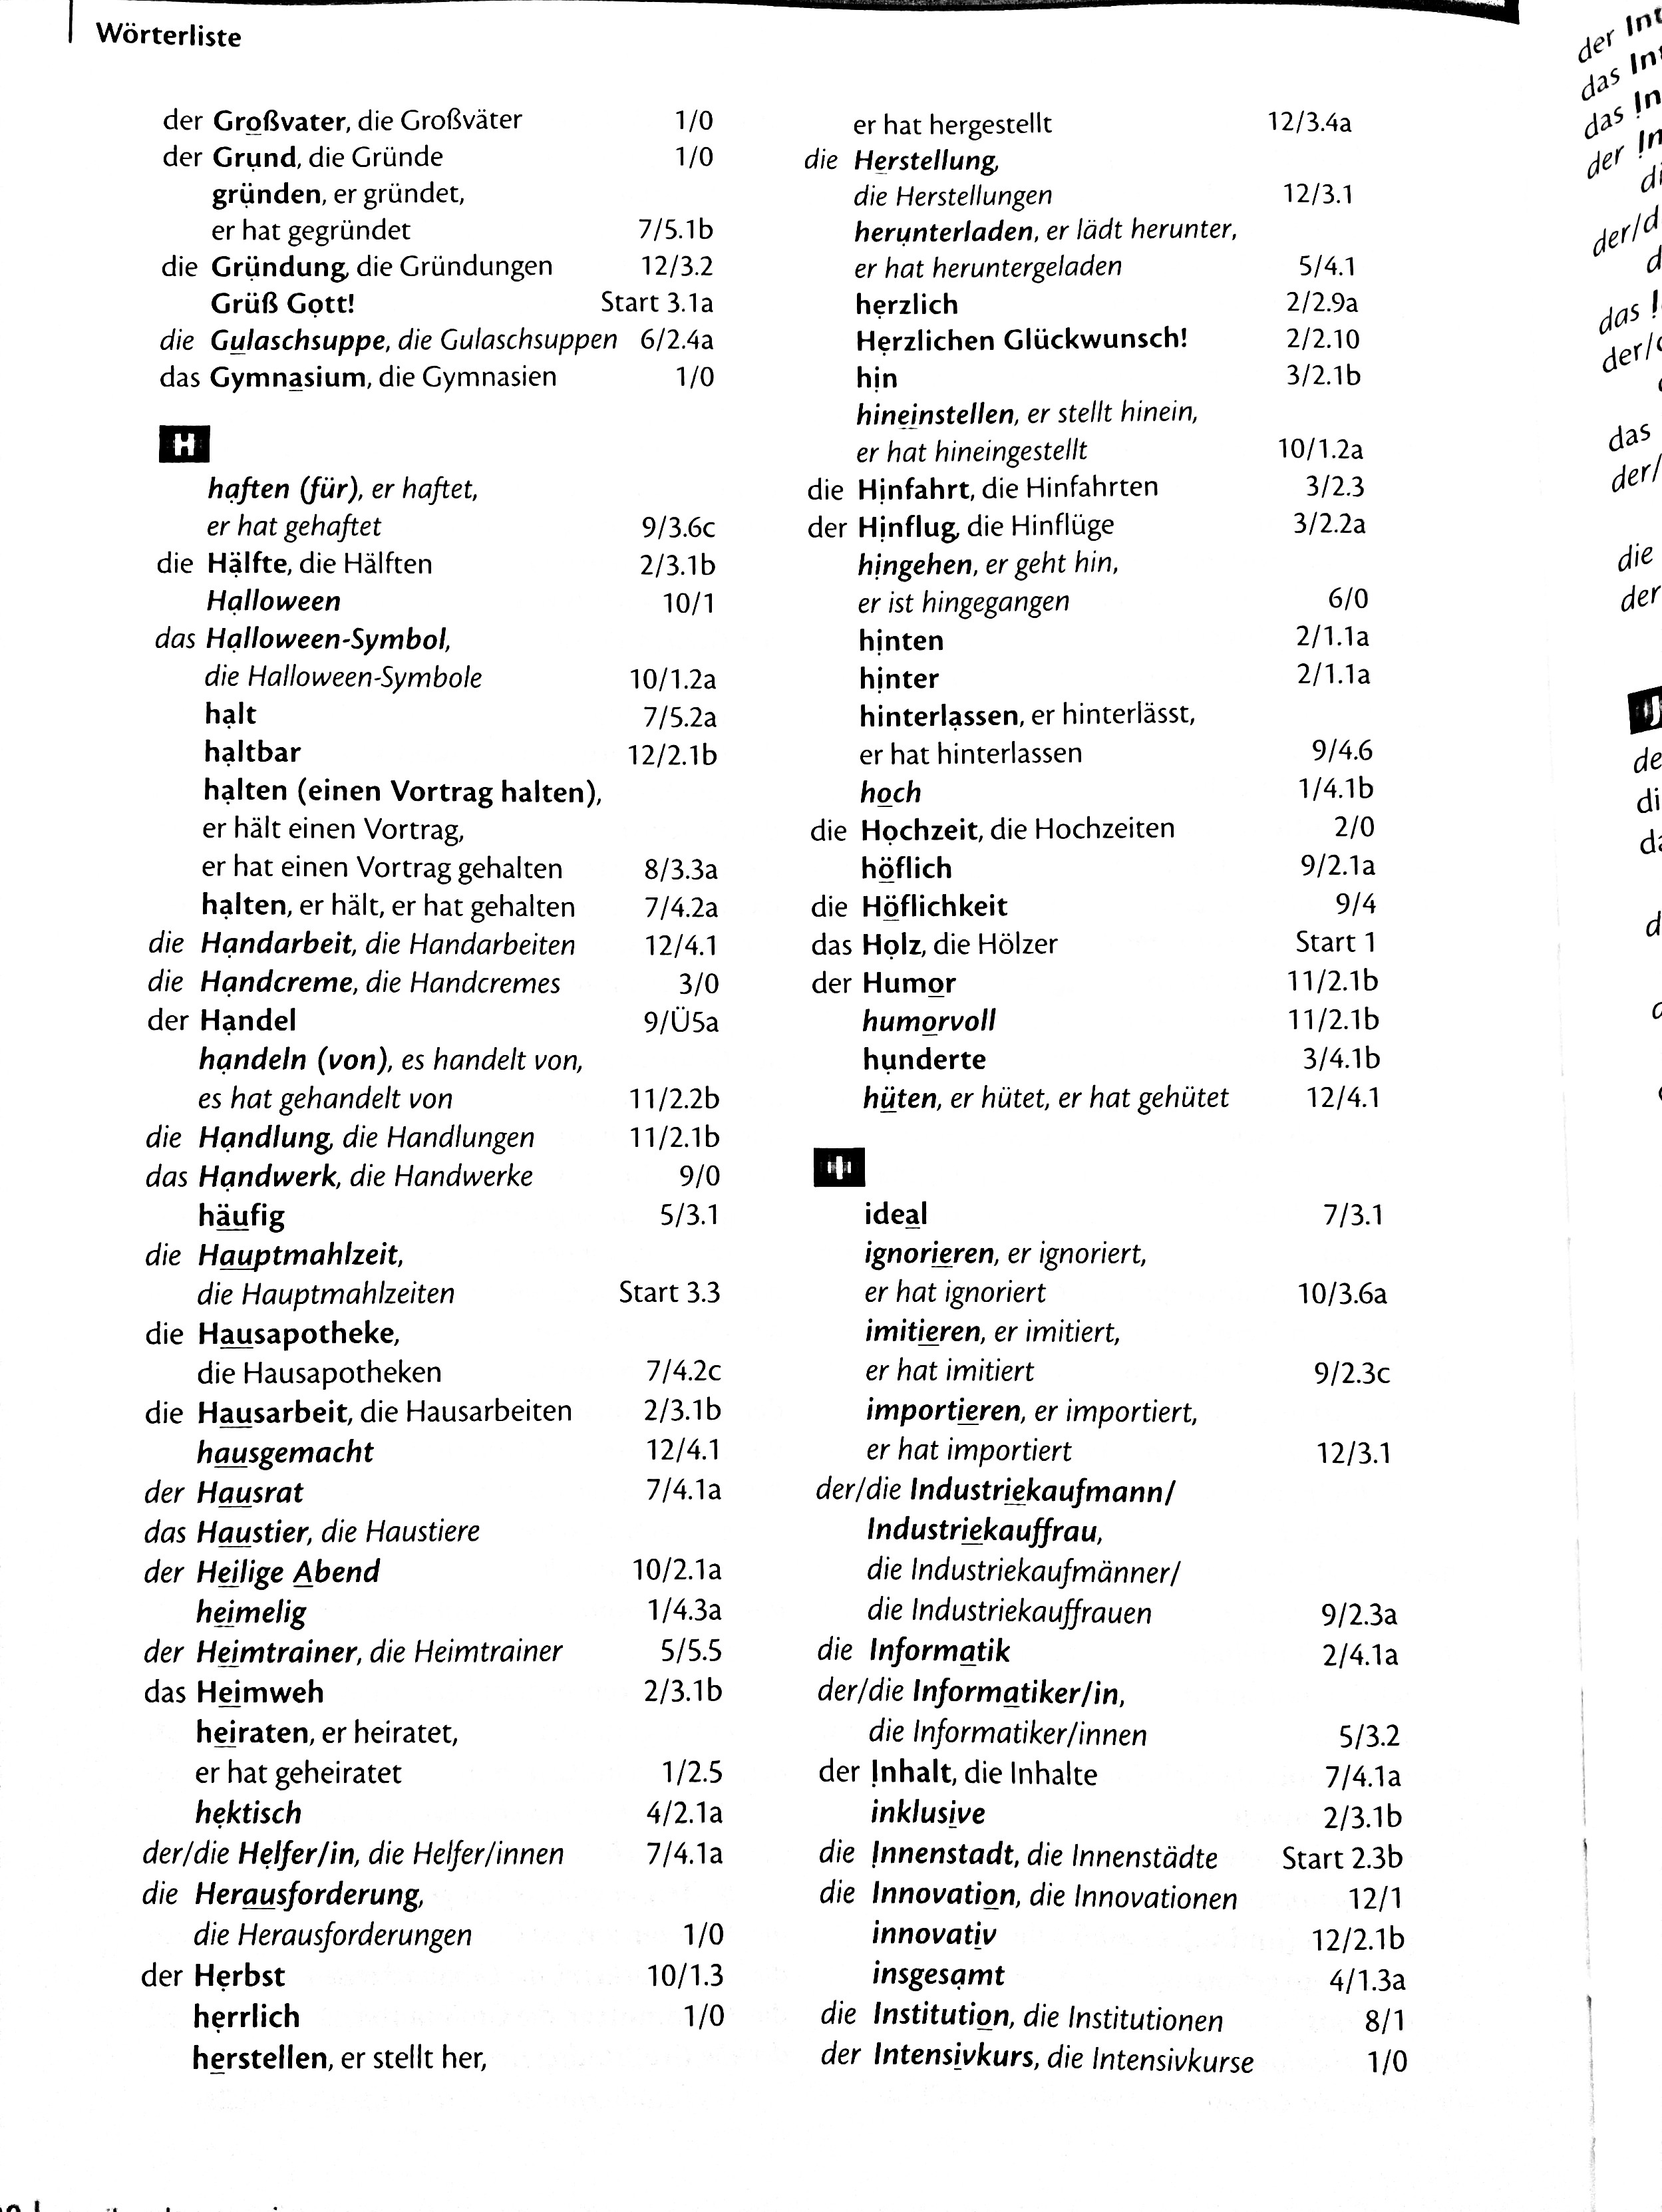 Wörterliste
der Großvater, die Großväter 1/0
der Grund, die Gründe 1/0
gründen, er gründet,
er hat gegründet 7/5.1b
die Gründung, die Gründungen 12/3.2
Grüß Gott! Start 3.1a
die Gulaschsuppe, die Gulaschsuppen 6/2.4a
das Gymnasium, die Gymnasien 1/0
H
haften (für), er haftet,
er hat gehaftet 9/3.6c
die Hälfte, die Hälften 2/3.1b
Halloween 10/1
das Halloween-Symbol,
die Halloween-Symbole 10/1.2a
halt 7/5.2a
haltbar 12/2.1b
halten (einen Vortrag halten),
er hält einen Vortrag,
er hat einen Vortrag gehalten 8/3.3a
halten, er hält, er hat gehalten 7/4.2a
die Handarbeit, die Handarbeiten 12/4.1
die Handcreme, die Handcremes 3/0
der Handel 9/Ü5a
handeln (von), es handelt von,
es hat gehandelt von 11/2.2b
die Handlung, die Handlungen 11/2.1b
das Handwerk, die Handwerke 9/0
häufig 5/3.1
die Hauptmahlzeit,
die Hauptmahlzeiten Start 3.3
die Hausapotheke,
die Hausapotheken 7/4.2c
die Hausarbeit, die Hausarbeiten 2/3.1b
hausgemacht 12/4.1
der Hausrat 7/4.1a
das Haustier, die Haustiere
der Heilige Abend 10/2.1a
heimelig 1/4.3a
der Heimtrainer, die Heimtrainer 5/5.5
das Heimweh 2/3.1b
heiraten, er heiratet,
er hat geheiratet 1/2.5
hektisch 4/2.1a
der/die Helfer/in, die Helfer/innen 7/4.1a
die Herausforderung,
die Herausforderungen 1/0
der Herbst 10/1.3
herrlich 1/0
herstellen, er stellt her,
er hat hergestellt 12/3.4a
die Herstellung,
die Herstellungen 12/3.1
herunterladen, er lädt herunter,
er hat heruntergeladen 5/4.1
herzlich 2/2.9a
Herzlichen Glückwunsch! 2/2.10
hin 3/2.1b
hineinstellen, er stellt hinein,
er hat hineingestellt 10/1.2a
die Hinfahrt, die Hinfahrten 3/2.3
der Hinflug, die Hinflüge 3/2.2a
hingehen, er geht hin,
er ist hingegangen 6/0
hinten 2/1.1a
hinter 2/1.1a
hinterlassen, er hinterlässt,
er hat hinterlassen 9/4.6
hoch 1/4.1b
die Hochzeit, die Hochzeiten 2/0
höflich 9/2.1a
die Höflichkeit 9/4
das Holz, die Hölzer Start 1
der Humor 11/2.1b
humorvoll 11/2.1b
hunderte 3/4.1b
hüten, er hütet, er hat gehütet 12/4.1
I
ideal 7/3.1
ignorieren, er ignoriert,
er hat ignoriert 10/3.6a
imitieren, er imitiert,
er hat imitiert 9/2.3c
importieren, er importiert,
er hat importiert 12/3.1
der/die Industriekaufmann/
Industriekauffrau,
die Industriekaufmänner/
die Industriekauffrauen 9/2.3a
die Informatik 2/4.1a
der/die Informatiker/in,
die Informatiker/innen 5/3.2
der Inhalt, die Inhalte 7/4.1a
inklusive 2/3.1b
die Innenstadt, die Innenstädte Start 2.3b
die Innovation, die Innovationen 12/1
innovativ 12/2.1b
insgesamt 4/1.3a
die Institution, die Institutionen 8/1
der Intensivkurs, die Intensivkurse 1/0
der
das
das
der
der/d
das
der/
das
der/
die
der
J